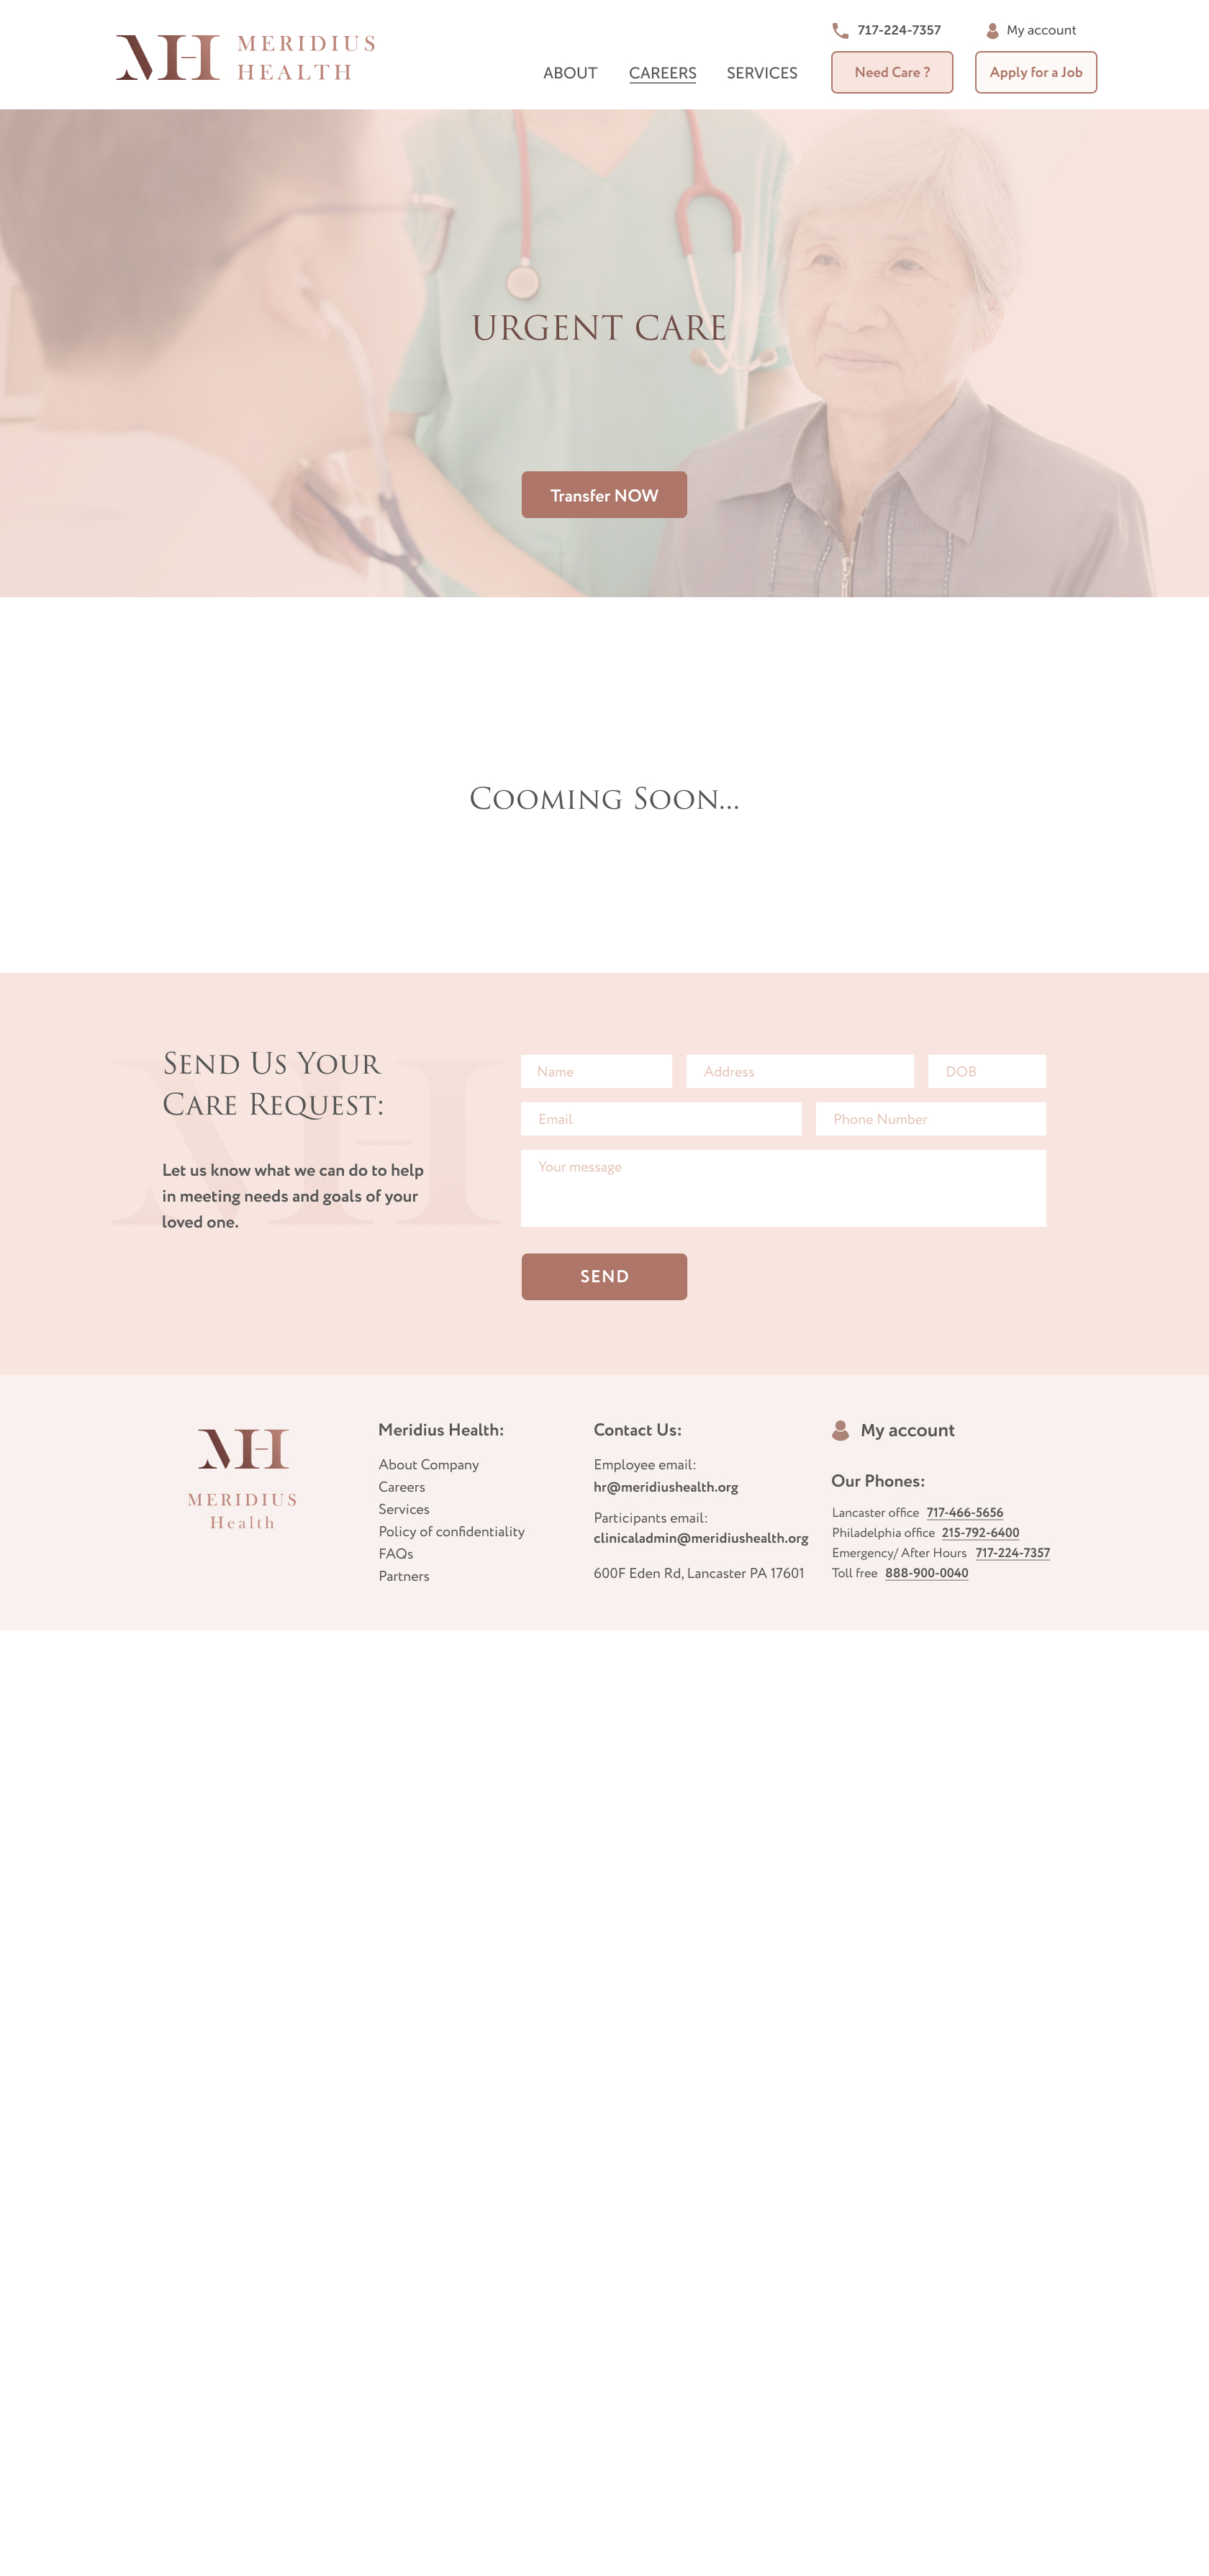 MERIDIUS
HEALTH
717-224-7357
My account
ABOUT
CAREERS
SERVICES
Need Care ?
Apply for a Job
URGENT CARE
Transfer NOW
Cooming Soon...
Send Us Your
Care Request:
Let us know what we can do to help
in meeting needs and goals of your
loved one.
Name
Address
DOB
Email
Phone Number
Your message
SEND
MH
MERIDIUS
Health
Meridius Health:
About Company
Careers
Services
Policy of confidentiality
FAQs
Partners
Contact Us:
Employee email:
hr@meridiushealth.org
Participants email:
clinicaladmin@meridiushealth.org
600F Eden Rd, Lancaster PA 17601
My account
Our Phones:
Lancaster office 717-466-5656
Philadelphia office 215-792-6400
Emergency/ After Hours 717-224-7357
Toll free 888-900-0040